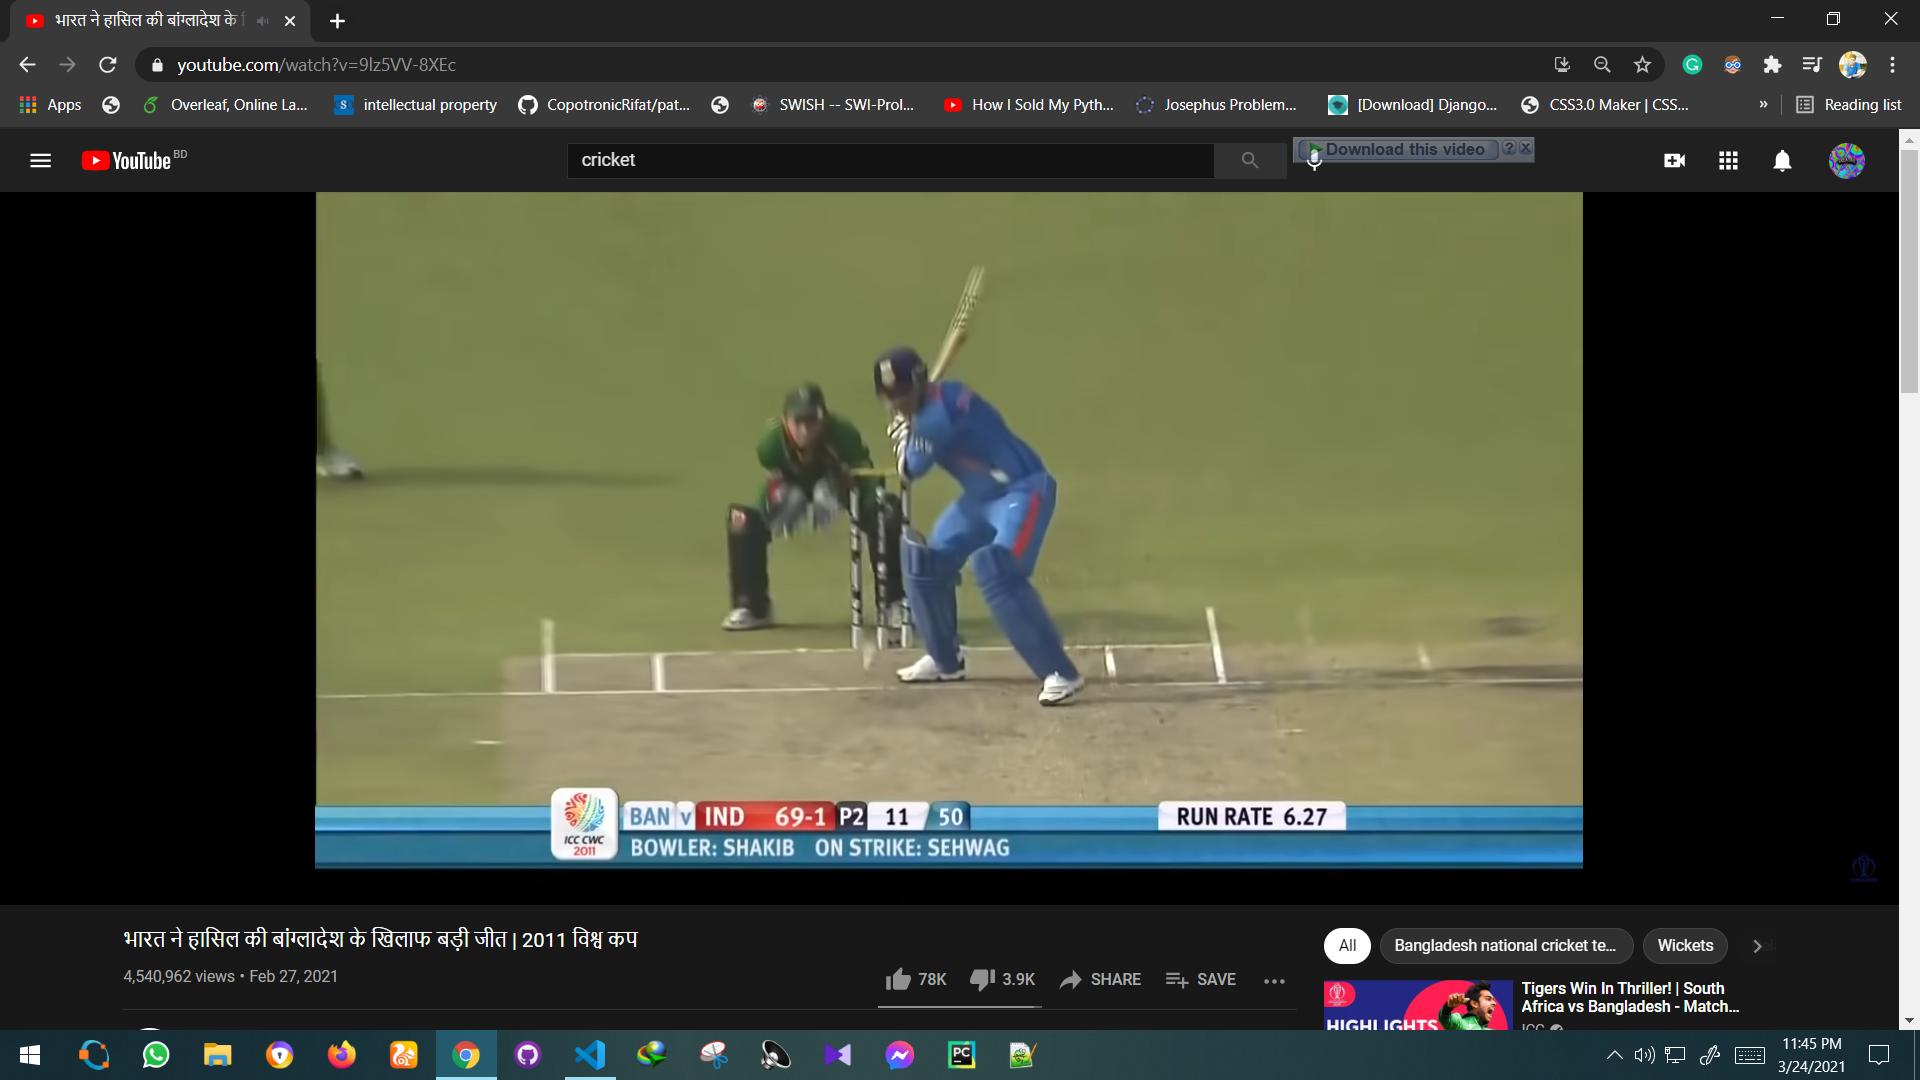 भारत ने हासिल की बांग्लादेश के
youtube.com/watch?v=9lz5VV-8XEc
Apps
Overleaf, Online La...
intellectual property
CopotronicRifat/pat...
SWISH -- SWI-Prol...
How I Sold My Pyth...
Josephus Problem...
[Download] Django...
CSS3.0 Maker | CSS...
»
Reading list
YouTube BD
cricket
Download this video ? X
BAN v IND 69-1 P2 11 50
RUN RATE 6.27
ICC CWC
2011
BOWLER: SHAKIB ON STRIKE: SEHWAG
भारत ने हासिल की बांग्लादेश के खिलाफ बड़ी जीत | 2011 विश्व कप
4,540,962 views • Feb 27, 2021
78K
3.9K
SHARE
SAVE
All
Bangladesh national cricket te...
Wickets
HIGHLIGHTS
Tigers Win In Thriller! | South
Africa vs Bangladesh - Match...
ICC
PC
11:45 PM
3/24/2021